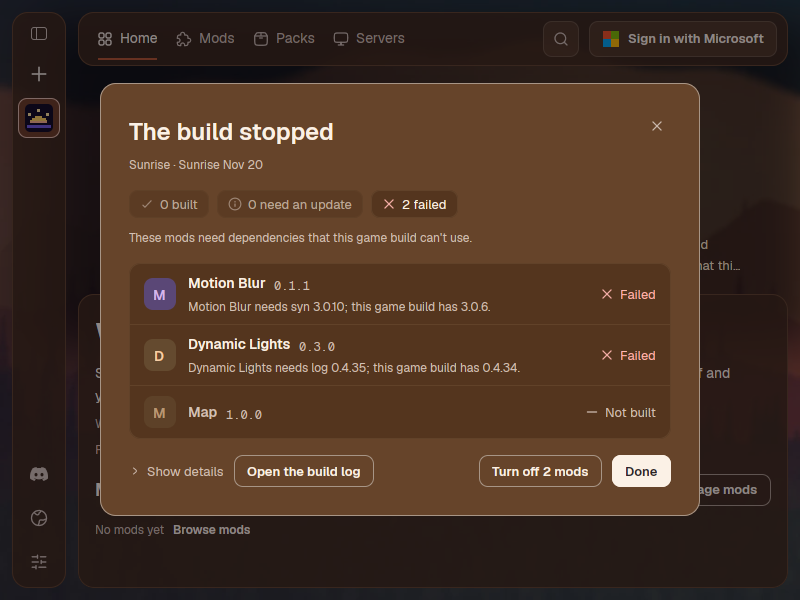 Home
Mods
Packs
Servers
Sign in with Microsoft
The build stopped
Sunrise · Sunrise Nov 20
0 built
0 need an update
2 failed
These mods need dependencies that this game build can't use.
M
Motion Blur 0.1.1
Motion Blur needs syn 3.0.10; this game build has 3.0.6.
Failed
D
Dynamic Lights 0.3.0
Dynamic Lights needs log 0.4.35; this game build has 0.4.34.
Failed
M
Map 1.0.0
Not built
Show details
Open the build log
Turn off 2 mods
Done
and
mods
No mods yet
Browse mods